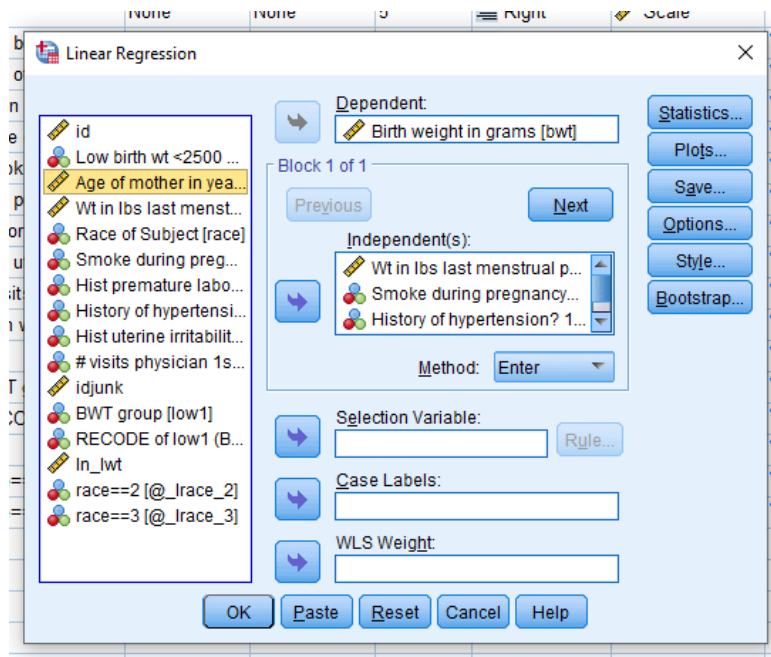 None None 5 Right Scale
Linear Regression
id
Low birth wt <2500 ...
Age of mother in yea...
Wt in lbs last menst...
Race of Subject [race]
Smoke during preg...
Hist premature labo...
History of hypertensi...
Hist uterine irritabilit...
# visits physician 1s...
idjunk
BWT group [low1]
RECODE of low1 (B...
ln_lwt
race==2 [@_Irace_2]
race==3 [@_Irace_3]
Dependent:
Birth weight in grams [bwt]
Block 1 of 1
Previous
Next
Independent(s):
Wt in lbs last menstrual p...
Smoke during pregnancy...
History of hypertension? 1...
Method: Enter
Selection Variable:
Rule...
Case Labels:
WLS Weight:
Statistics...
Plots...
Save...
Options...
Style...
Bootstrap...
OK Paste Reset Cancel Help